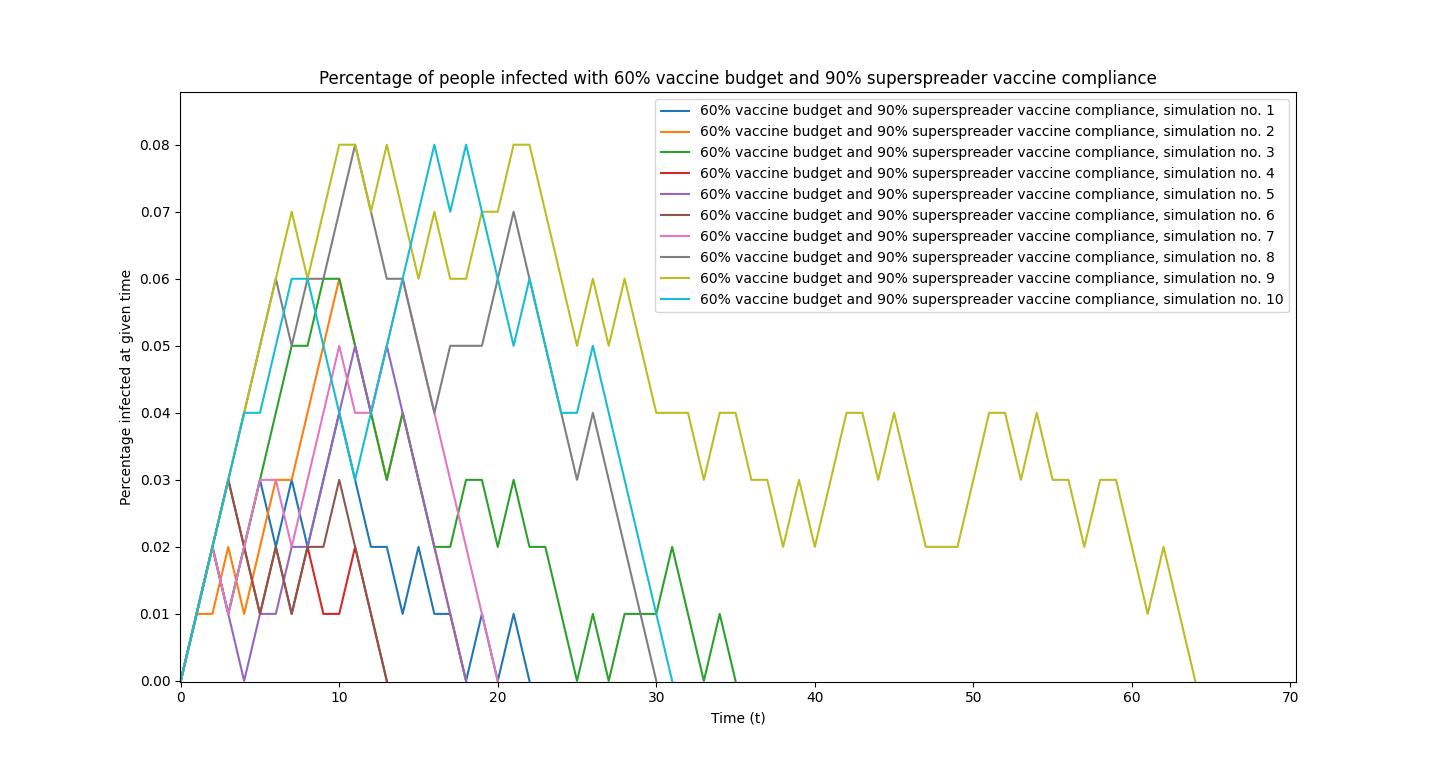 Percentage of people infected with 60% vaccine budget and 90% superspreader vaccine compliance
60% vaccine budget and 90% superspreader vaccine compliance, simulation no. 1
60% vaccine budget and 90% superspreader vaccine compliance, simulation no. 2
60% vaccine budget and 90% superspreader vaccine compliance, simulation no. 3
60% vaccine budget and 90% superspreader vaccine compliance, simulation no. 4
60% vaccine budget and 90% superspreader vaccine compliance, simulation no. 5
60% vaccine budget and 90% superspreader vaccine compliance, simulation no. 6
60% vaccine budget and 90% superspreader vaccine compliance, simulation no. 7
60% vaccine budget and 90% superspreader vaccine compliance, simulation no. 8
60% vaccine budget and 90% superspreader vaccine compliance, simulation no. 9
60% vaccine budget and 90% superspreader vaccine compliance, simulation no. 10
Percentage infected at given time
0.08
0.07
0.06
0.05
0.04
0.03
0.02
0.01
0.00
0 10 20 30 40 50 60 70
Time (t)